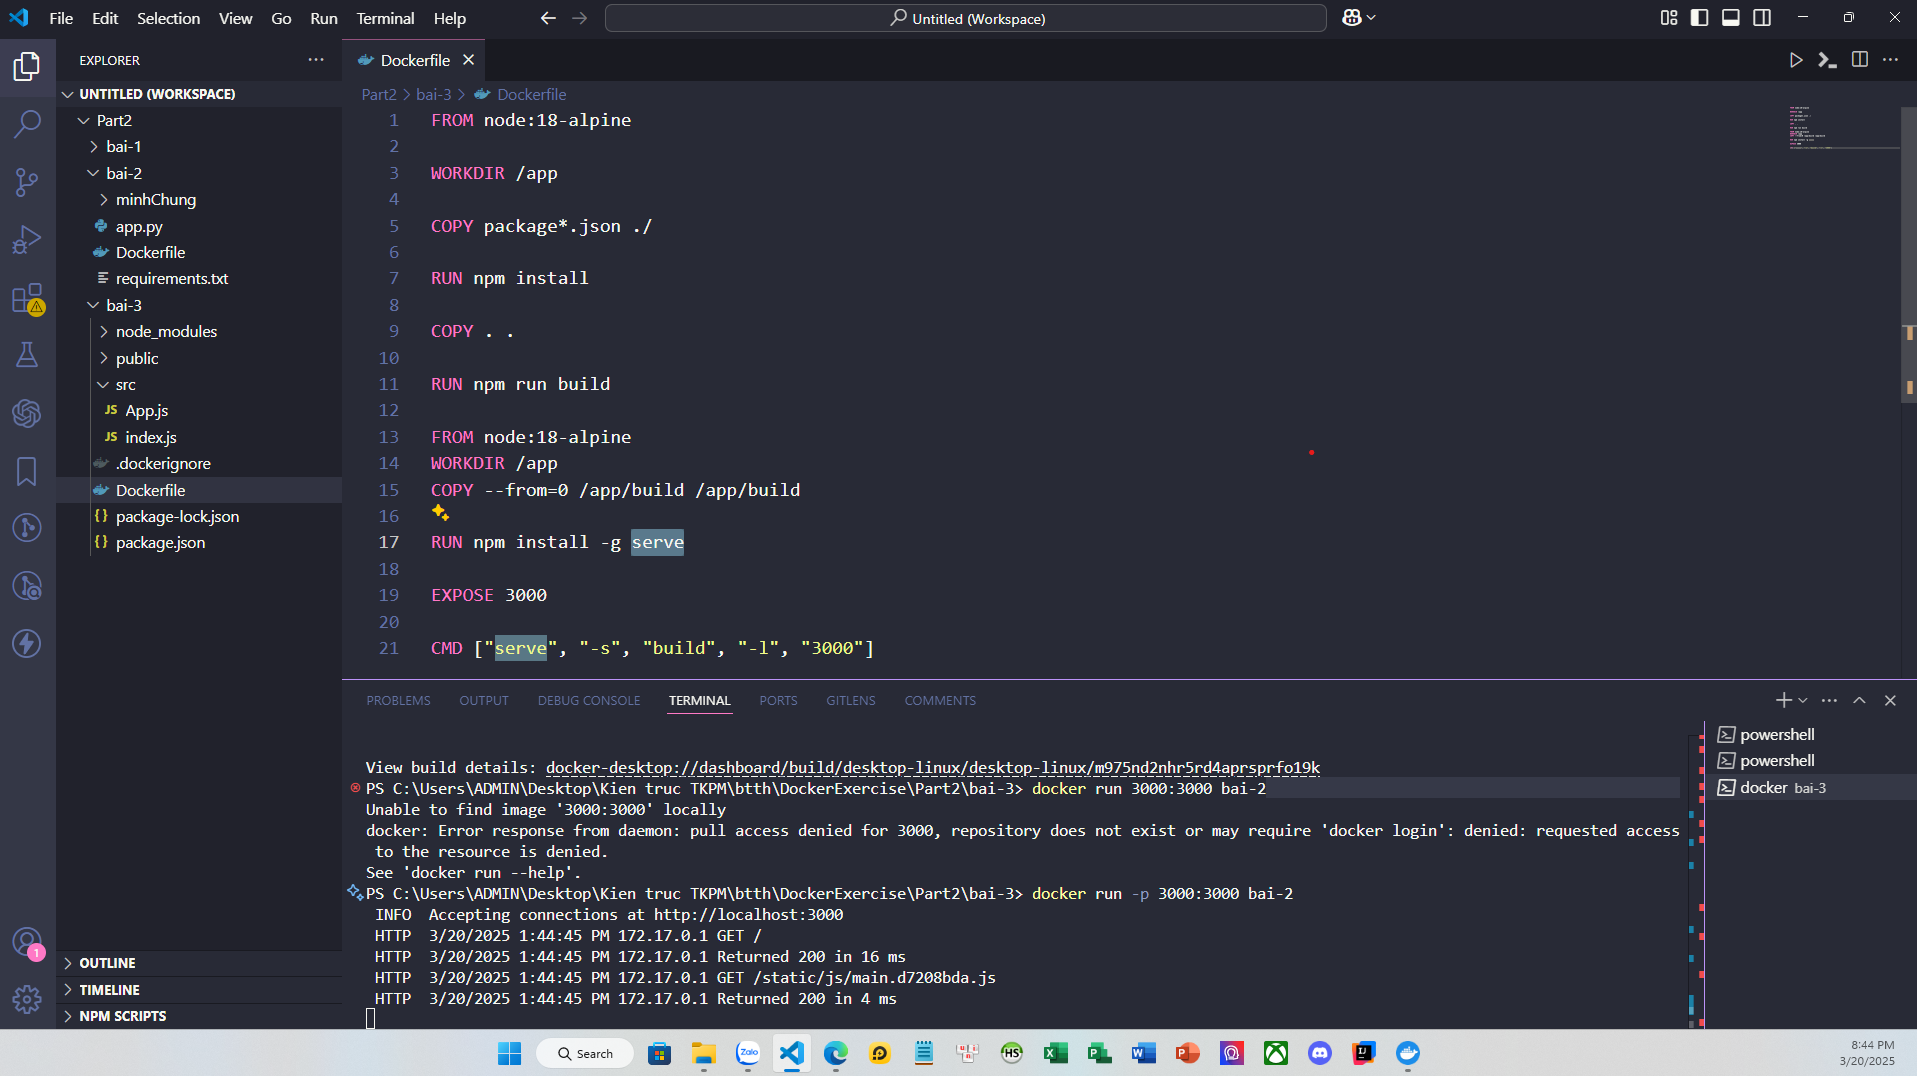 File Edit Selection View Go Run Terminal Help
Untitled (Workspace)
EXPLORER
UNTITLED (WORKSPACE)
Part2
bai-1
bai-2
minhChung
app.py
Dockerfile
requirements.txt
bai-3
node_modules
public
src
JS App.js
JS index.js
.dockerignore
Dockerfile
{} package-lock.json
{} package.json
OUTLINE
TIMELINE
NPM SCRIPTS
1
Dockerfile
Part2 > bai-3 > Dockerfile
1 FROM node:18-alpine
2
3 WORKDIR /app
4
5 COPY package*.json ./
6
7 RUN npm install
8
9 COPY . .
10
11 RUN npm run build
12
13 FROM node:18-alpine
14 WORKDIR /app
15 COPY --from=0 /app/build /app/build
16
17 RUN npm install -g serve
18
19 EXPOSE 3000
20
21 CMD ["serve", "-s", "build", "-l", "3000"]
PROBLEMS OUTPUT DEBUG CONSOLE TERMINAL PORTS GITLENS COMMENTS
View build details: docker-desktop://dashboard/build/desktop-linux/desktop-linux/m975nd2nhr5rd4aprsprfo19k
PS C:\Users\ADMIN\Desktop\Kien truc TKPM\btth\DockerExercise\Part2\bai-3> docker run 3000:3000 bai-2
Unable to find image '3000:3000' locally
docker: Error response from daemon: pull access denied for 3000, repository does not exist or may require 'docker login': denied: requested access
to the resource is denied.
See 'docker run --help'.
PS C:\Users\ADMIN\Desktop\Kien truc TKPM\btth\DockerExercise\Part2\bai-3> docker run -p 3000:3000 bai-2
INFO Accepting connections at http://localhost:3000
HTTP 3/20/2025 1:44:45 PM 172.17.0.1 GET /
HTTP 3/20/2025 1:44:45 PM 172.17.0.1 Returned 200 in 16 ms
HTTP 3/20/2025 1:44:45 PM 172.17.0.1 GET /static/js/main.d7208bda.js
HTTP 3/20/2025 1:44:45 PM 172.17.0.1 Returned 200 in 4 ms
powershell
powershell
docker bai-3
Search
Zalo
HS
8:44 PM
3/20/2025